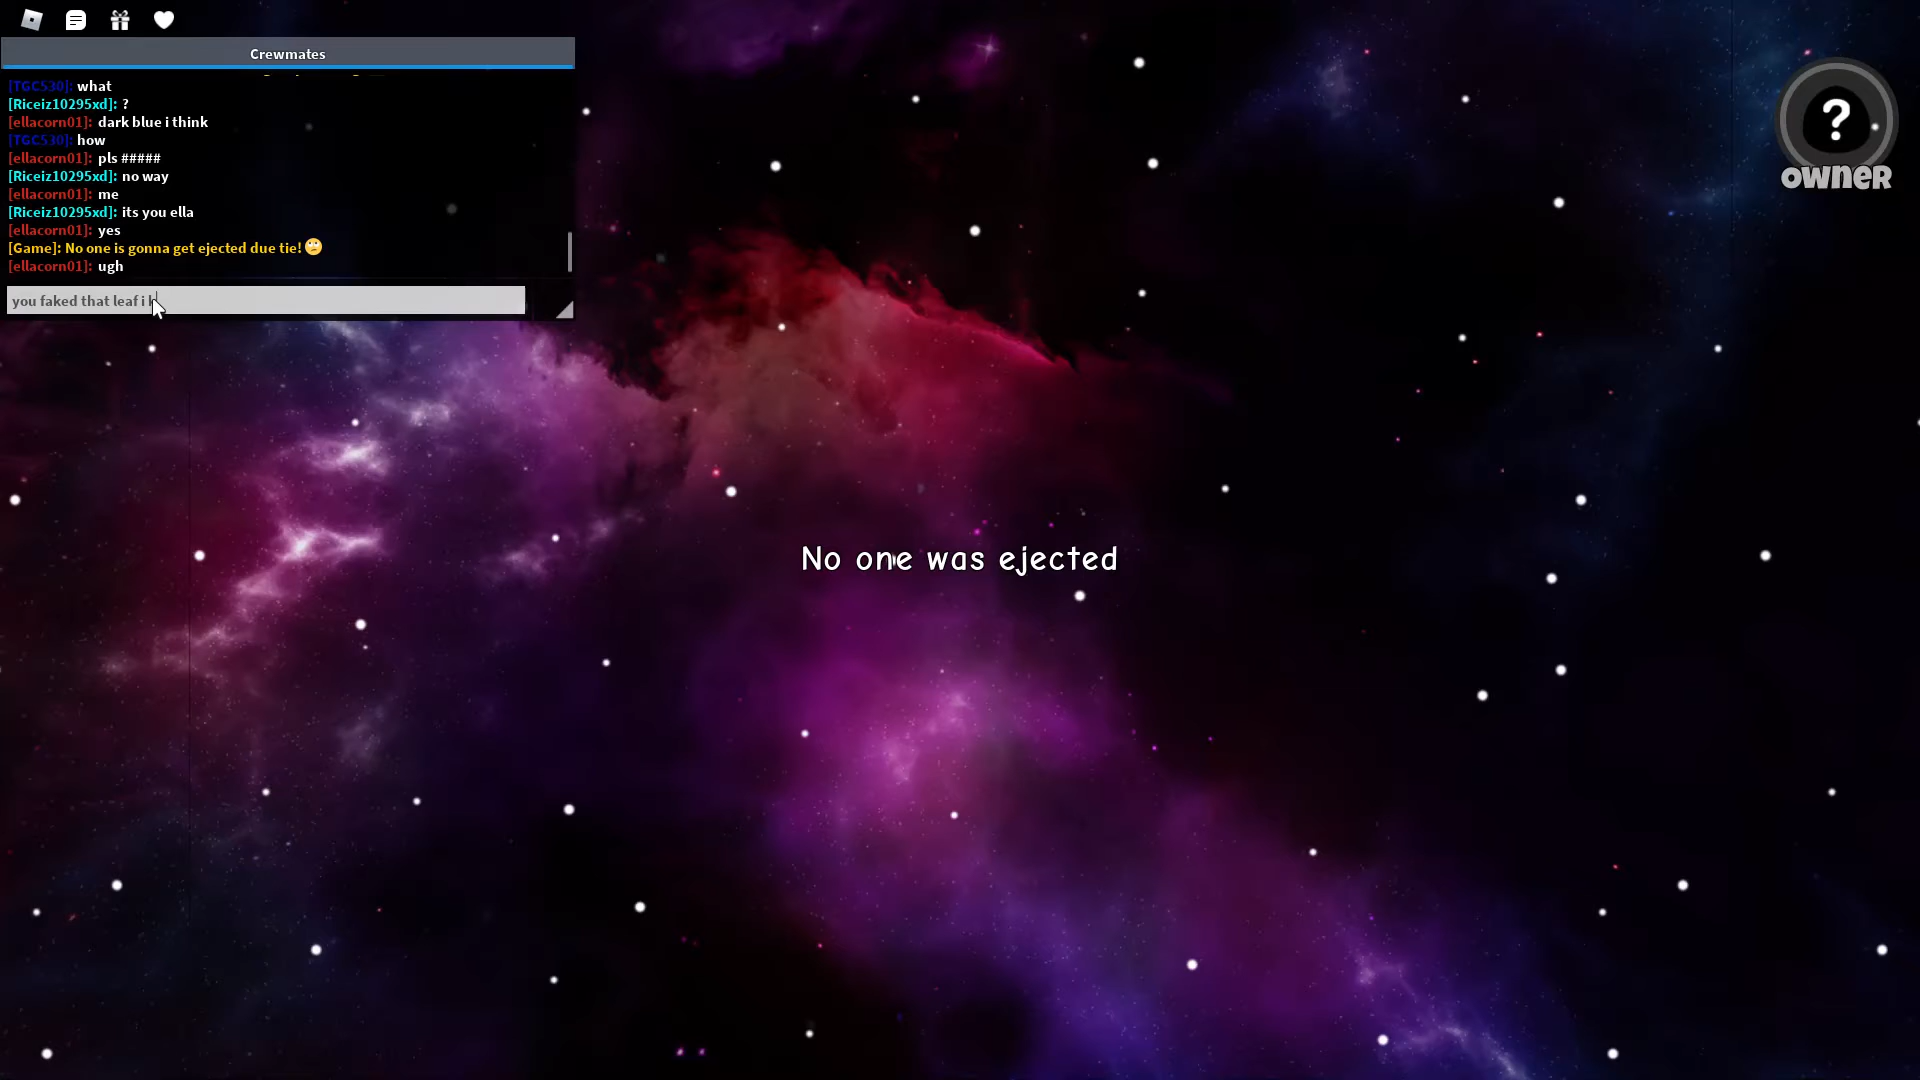 Crewmates
[TGC530]: what
[Riceiz10295xd]: ?
[ellacorn01]: dark blue i think
[TGC530]: how
[ellacorn01]: pls #####
[Riceiz10295xd]: no way
[ellacorn01]: me
[Riceiz10295xd]: its you ella
[ellacorn01]: yes
[Game]: No one is gonna get ejected due tie!🙄
[ellacorn01]: ugh
you faked that leaf i
?
OWNER
No one was ejected